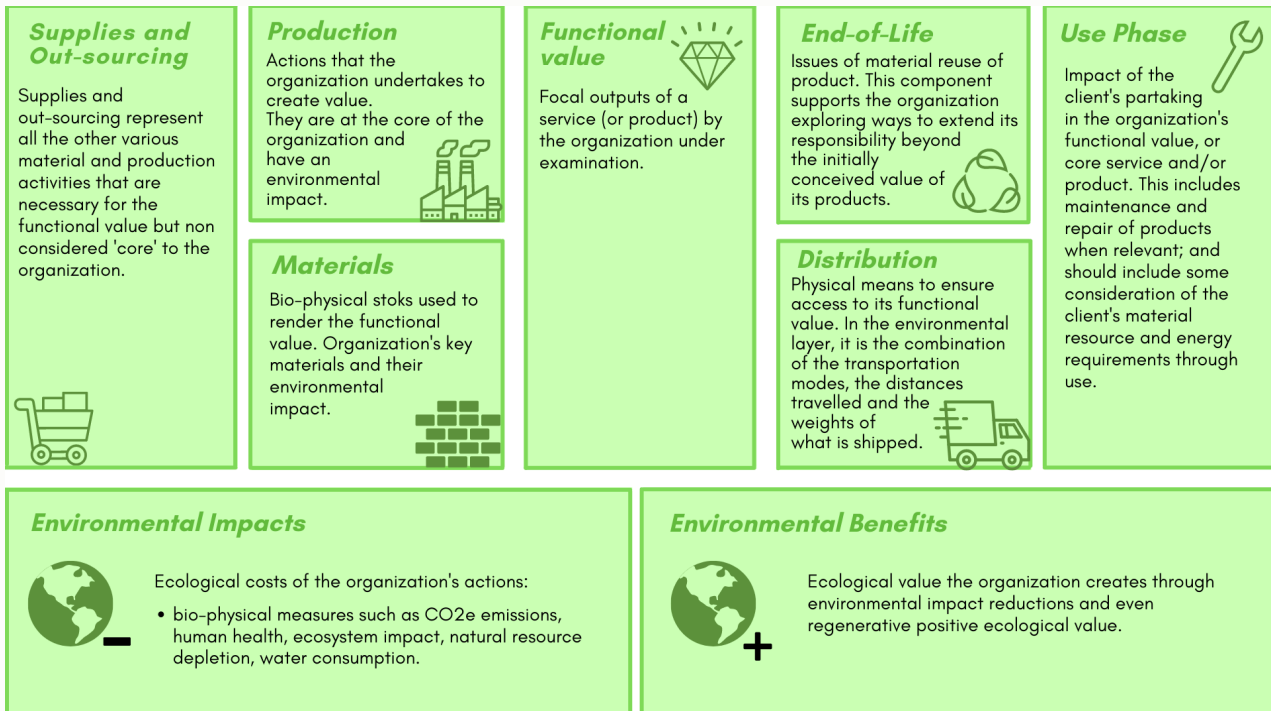 Supplies and
Out-sourcing
Supplies and
out-sourcing represent
all the other various
material and production
activities that are
necessary for the
functional value but non
considered 'core' to the
organization.
Production
Actions that the
organization undertakes to
create value.
They are at the core of the
organization and
have an
environmental
impact.
Materials
Bio-physical stoks used to
render the functional
value. Organization's key
materials and their
environmental
impact.
Functional
value
Focal outputs of a
service (or product) by
the organization under
examination.
End-of-Life
Issues of material reuse of
product. This component
supports the organization
exploring ways to extend its
responsibility beyond
the initially
conceived value of
its products.
Distribution
Physical means to ensure
access to its functional
value. In the environmental
layer, it is the combination
of the transportation
modes, the distances
travelled and the
weights of
what is shipped.
Use Phase
Impact of the
client's partaking
in the organization's
functional value, or
core service and/or
product. This includes
maintenance and
repair of products
when relevant; and
should include some
consideration of the
client's material
resource and energy
requirements through
use.
Environmental Impacts
Ecological costs of the organization's actions:
• bio-physical measures such as CO2e emissions,
human health, ecosystem impact, natural resource
depletion, water consumption.
Environmental Benefits
Ecological value the organization creates through
environmental impact reductions and even
regenerative positive ecological value.